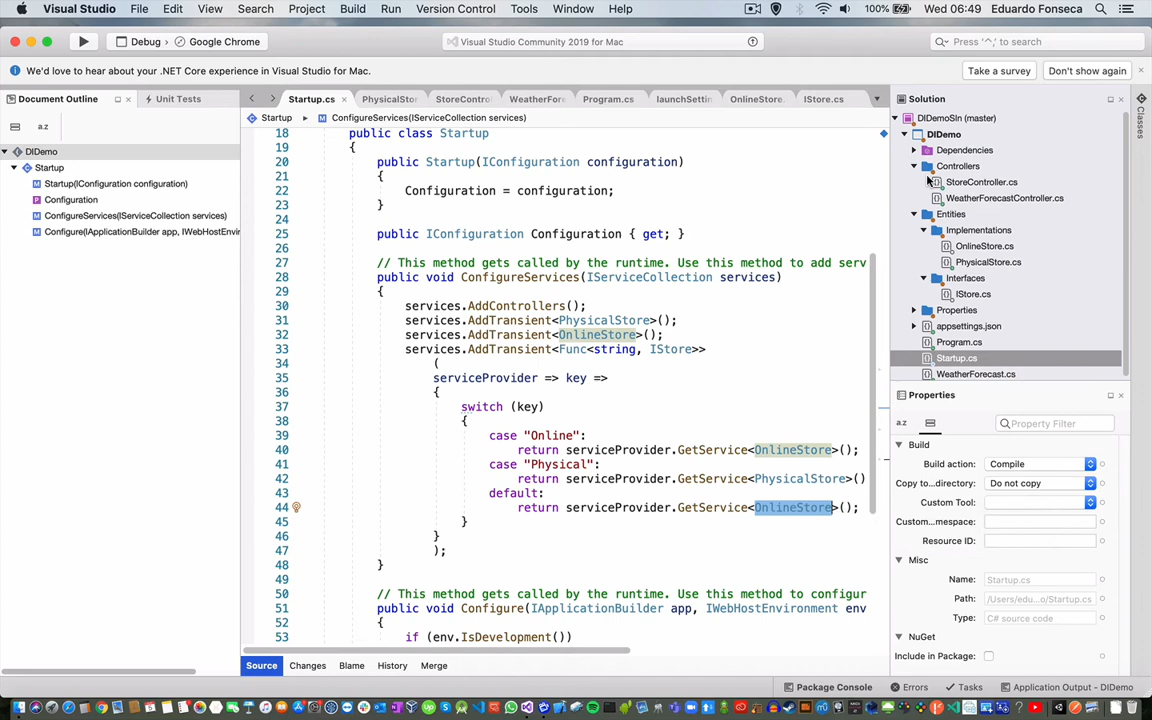 Visual Studio File Edit View Search Project Build Run Version Control Tools Window Help 100% Wed 06:49 Eduardo Fonseca
Debug > Google Chrome Visual Studio Community 2019 for Mac Press '^,' to search
We'd love to hear about your .NET Core experience in Visual Studio for Mac. Take a survey Don't show again
Document Outline Unit Tests
Startup.cs PhysicalStor StoreControl WeatherFore Program.cs launchSettin OnlineStore. IStore.cs
Startup ConfigureServices(IServiceCollection services)
a.z
DIDemo
Startup
Startup(IConfiguration configuration)
Configuration
ConfigureServices(IServiceCollection services)
Configure(IApplicationBuilder app, IWebHostEnvir
18 public class Startup
19 {
20 public Startup(IConfiguration configuration)
21 {
22 Configuration = configuration;
23 }
24
25 public IConfiguration Configuration { get; }
26
27 // This method gets called by the runtime. Use this method to add serv
28 public void ConfigureServices(IServiceCollection services)
29 {
30 services.AddControllers();
31 services.AddTransient<PhysicalStore>();
32 services.AddTransient<OnlineStore>();
33 services.AddTransient<Func<string, IStore>>
34 (
35 serviceProvider => key =>
36 {
37 switch (key)
38 {
39 case "Online":
40 return serviceProvider.GetService<OnlineStore>();
41 case "Physical":
42 return serviceProvider.GetService<PhysicalStore>()
43 default:
44 return serviceProvider.GetService<OnlineStore>();
45 }
46 }
47 );
48 }
49
50 // This method gets called by the runtime. Use this method to configur
51 public void Configure(IApplicationBuilder app, IWebHostEnvironment env
52 {
53 if (env.IsDevelopment())
Source Changes Blame History Merge
Solution
DIDemoSln (master)
DIDemo
Dependencies
Controllers
StoreController.cs
WeatherForecastController.cs
Entities
Implementations
OnlineStore.cs
PhysicalStore.cs
Interfaces
IStore.cs
Properties
appsettings.json
Program.cs
Startup.cs
WeatherForecast.cs
Properties
a.z Property Filter
Build
Build action: Compile
Copy to...directory: Do not copy
Custom Tool:
Custom...mespace:
Resource ID:
Misc
Name: Startup.cs
Path: /Users/edu...o/Startup.cs
Type: C# source code
NuGet
Include in Package:
Classes
Package Console Errors Tasks Application Output - DIDemo